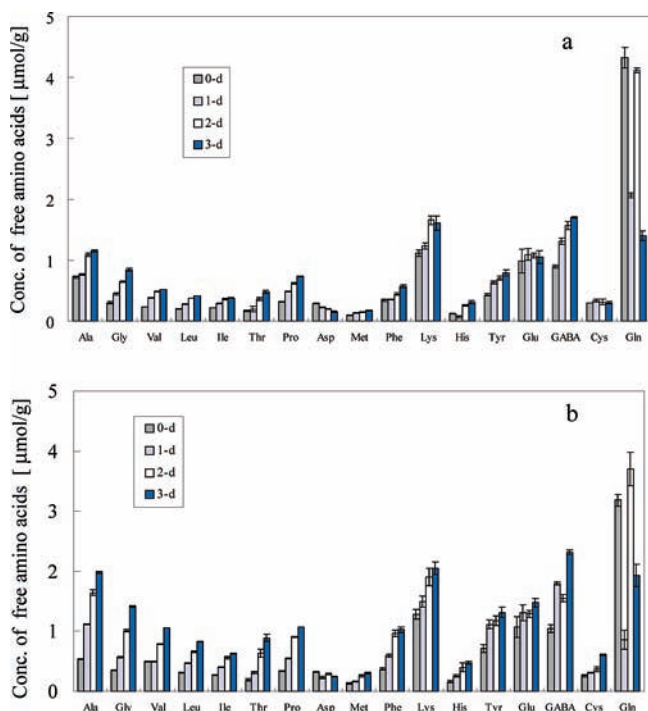 Conc. of free amino acids [ μmol/g]
5
4
3
2
1
0
a
0-d
1-d
2-d
3-d
Ala Gly Val Leu Ile Thr Pro Asp Met Phe Lys His Tyr Glu GABA Cys Gln
Conc. of free amino acids [ μmol/g]
5
4
3
2
1
0
b
0-d
1-d
2-d
3-d
Ala Gly Val Leu Ile Thr Pro Asp Met Phe Lys His Tyr Glu GABA Cys Gln